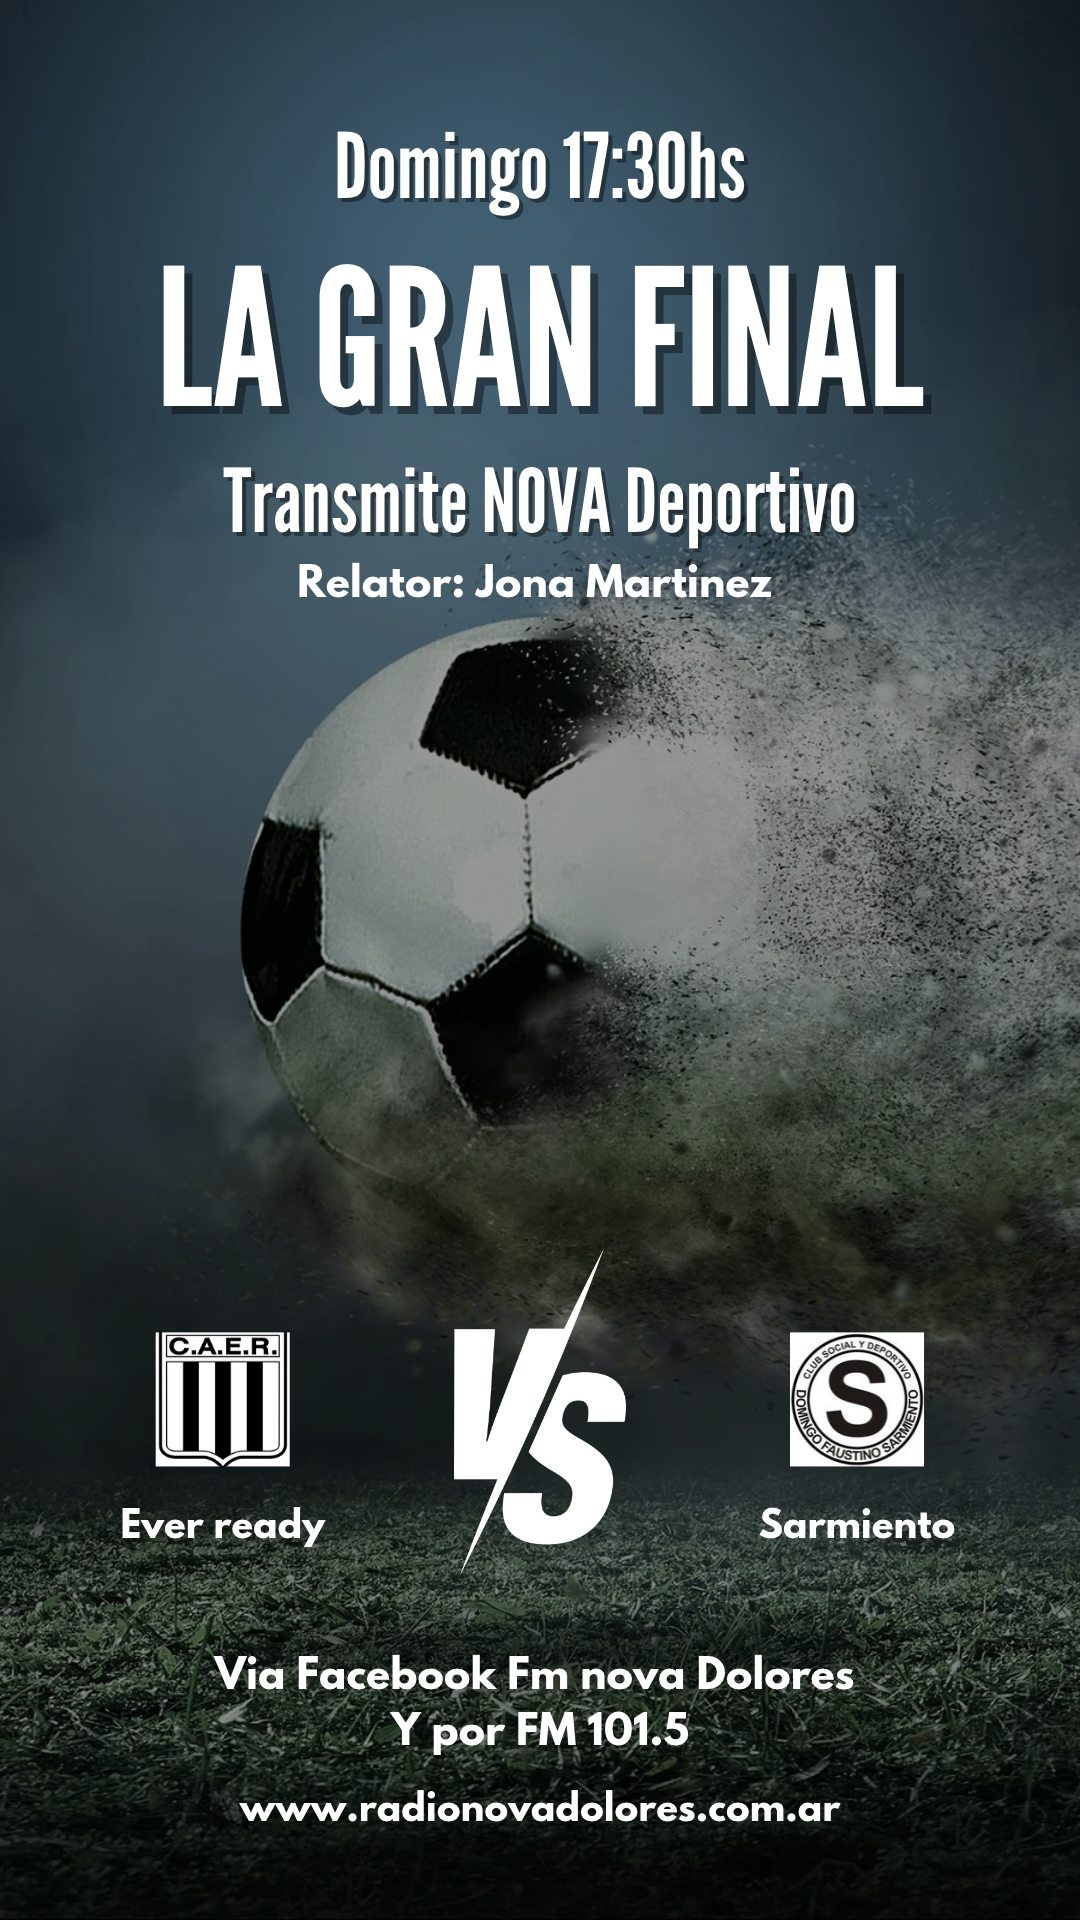 Domingo 17:30hs
LA GRAN FINAL
Transmite NOVA Deportivo
Relator: Jona Martinez
C.A.E.R.
VS
CLUB SOCIAL Y DEPORTIVO
S
DOMINGO FAUSTINO SARMIENTO
Ever ready
Sarmiento
Via Facebook Fm nova Dolores
Y por FM 101.5
www.radionovadolores.com.ar